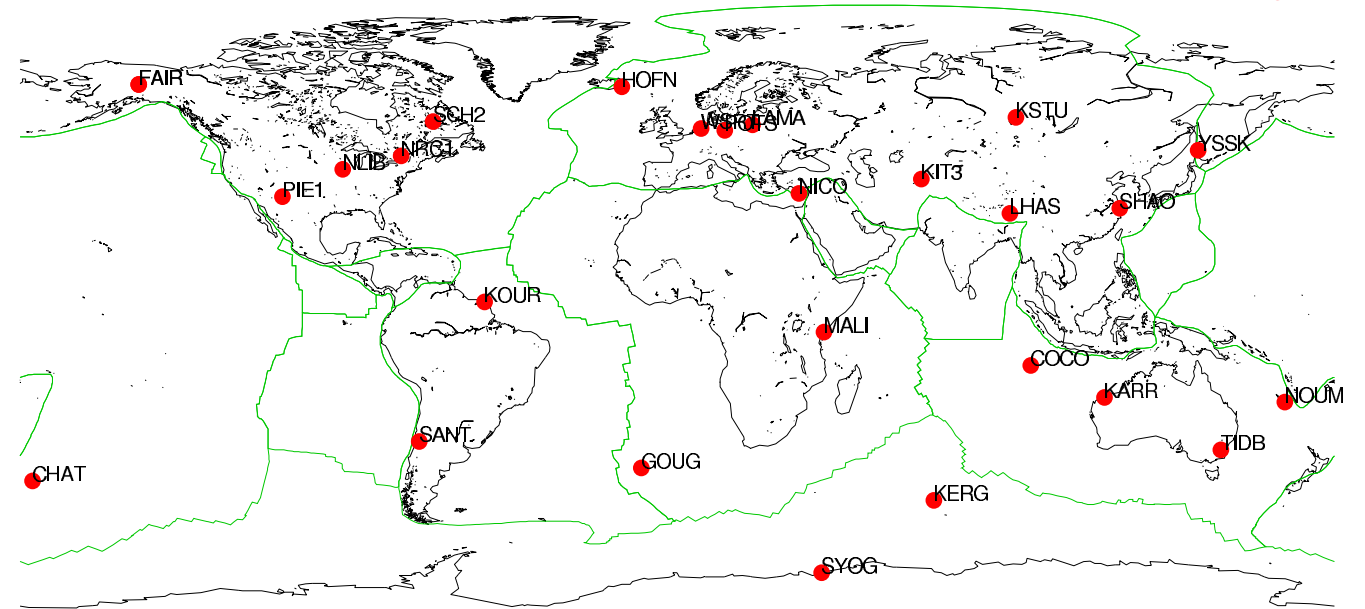 FAIR
HOFN
SCH2
KSTU
LAMA
YSSK
NRC1
NLIB
KIT3
NICO
PIE1
SHAO
LHAS
KOUR
MALI
COCO
KARR
NOUM
SANT
TIDB
GOUG
CHAT
KERG
SYOG